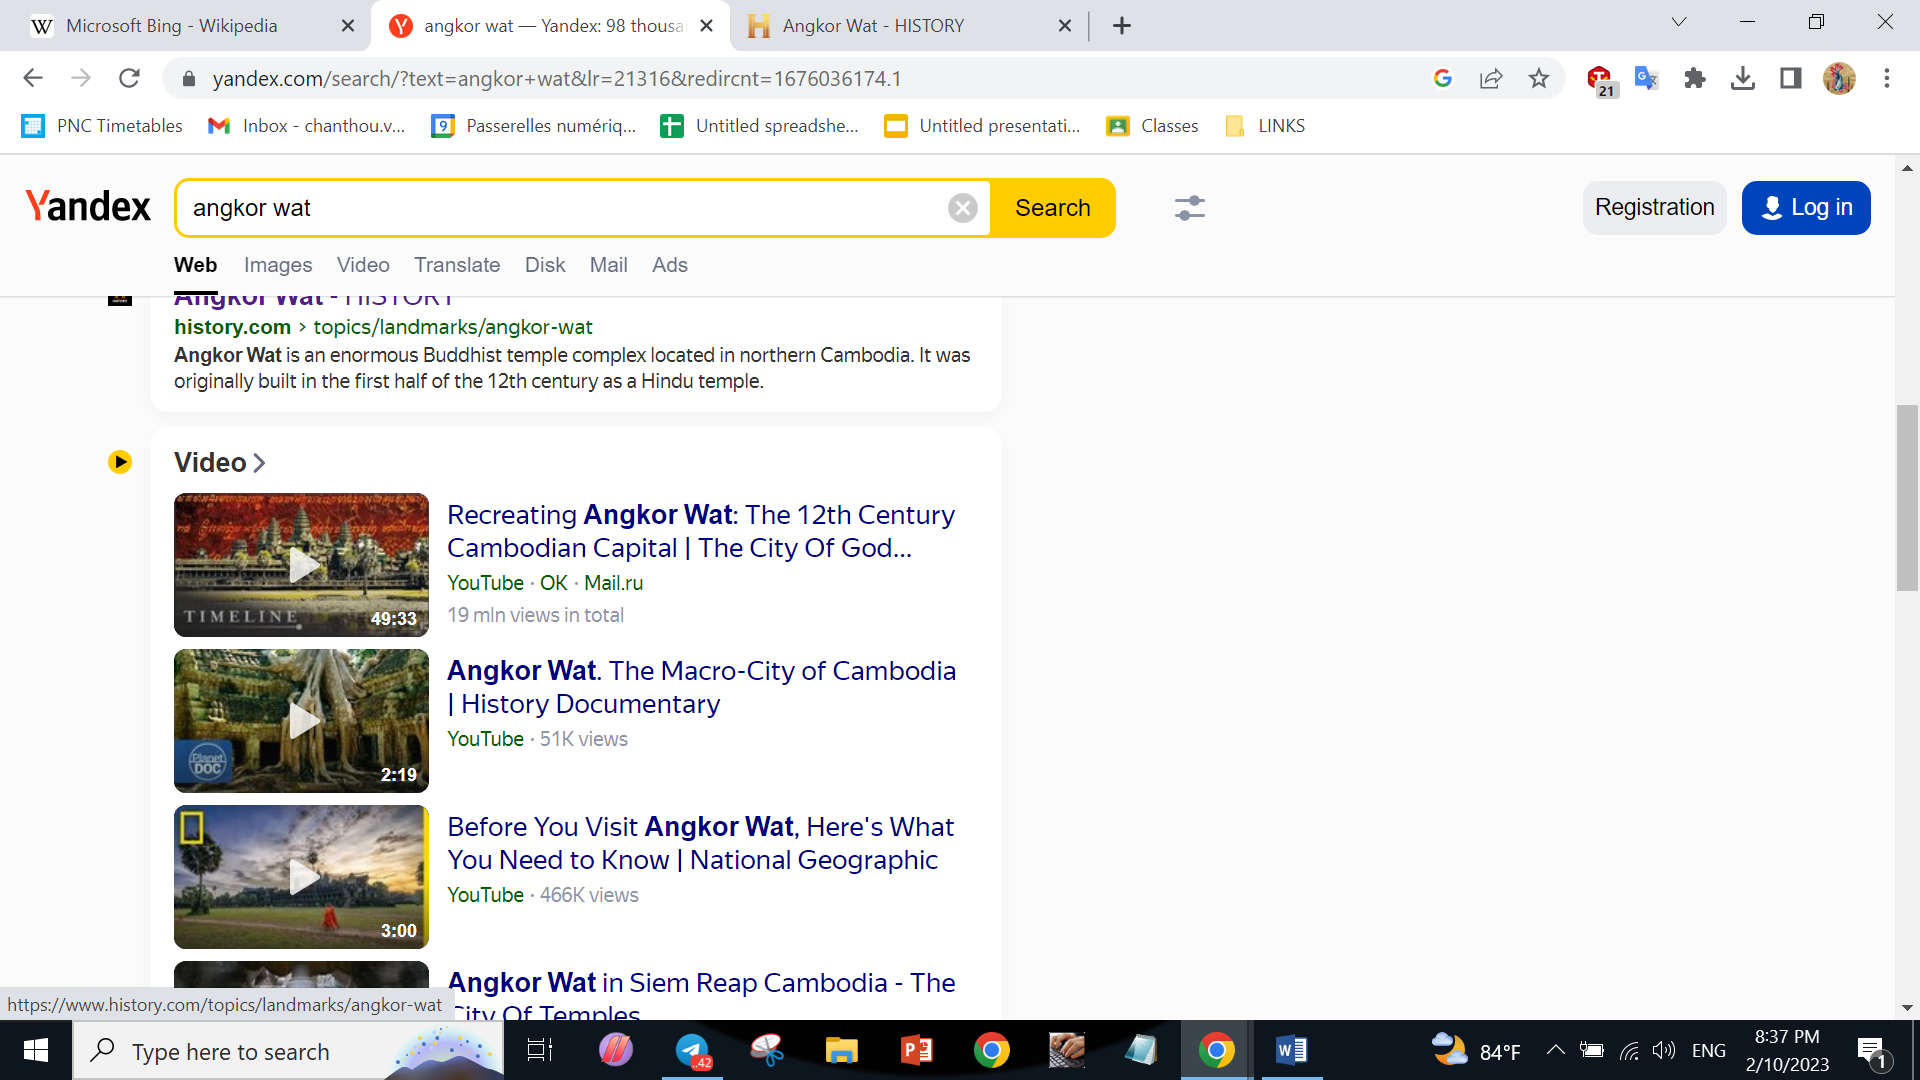 Microsoft Bing - Wikipedia
angkor wat — Yandex: 98 thousa
Angkor Wat - HISTORY
yandex.com/search/?text=angkor+wat&lr=21316&redircnt=1676036174.1
21
PNC Timetables
Inbox - chanthou.v...
9
Passerelles numériq...
Untitled spreadshe...
Untitled presentati...
Classes
LINKS
Yandex
angkor wat
Search
Registration
Log in
Web
Images
Video
Translate
Disk
Mail
Ads
Angkor Wat - HISTORY
history.com › topics/landmarks/angkor-wat
Angkor Wat is an enormous Buddhist temple complex located in northern Cambodia. It was
originally built in the first half of the 12th century as a Hindu temple.
Video
TIMELINE
49:33
Recreating Angkor Wat: The 12th Century
Cambodian Capital | The City Of God...
YouTube · OK · Mail.ru
19 mln views in total
Planet
DOC
2:19
Angkor Wat. The Macro-City of Cambodia
| History Documentary
YouTube · 51K views
3:00
Before You Visit Angkor Wat, Here's What
You Need to Know | National Geographic
YouTube · 466K views
Angkor Wat in Siem Reap Cambodia - The
City Of Temples
https://www.history.com/topics/landmarks/angkor-wat
Type here to search
..42
84°F
ENG
8:37 PM
2/10/2023
1